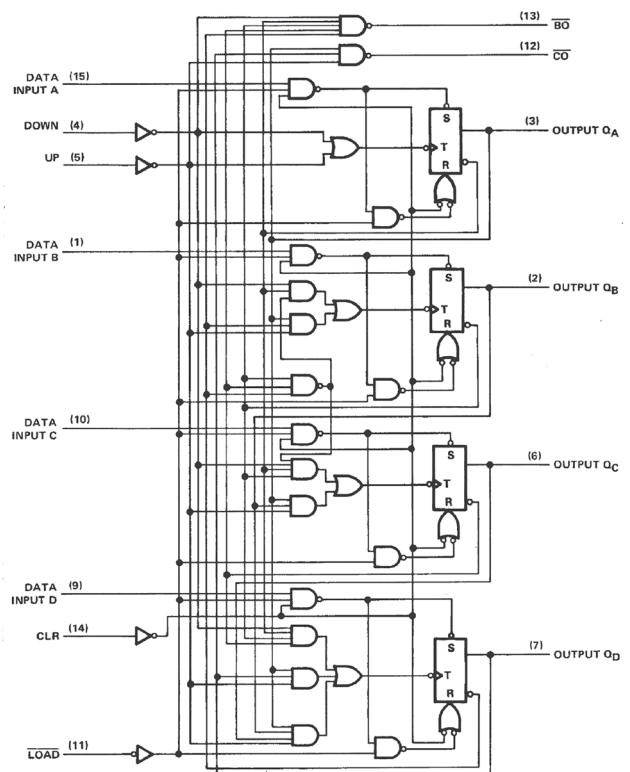 (13) BO
(12) CO
DATA INPUT A (15)
S
DOWN (4)
T
(3) OUTPUT QA
UP (5)
R
DATA INPUT B (1)
S
(2) OUTPUT QB
T
R
DATA INPUT C (10)
S
(6) OUTPUT QC
T
R
DATA INPUT D (9)
CLR (14)
S
(7) OUTPUT QD
T
R
LOAD (11)